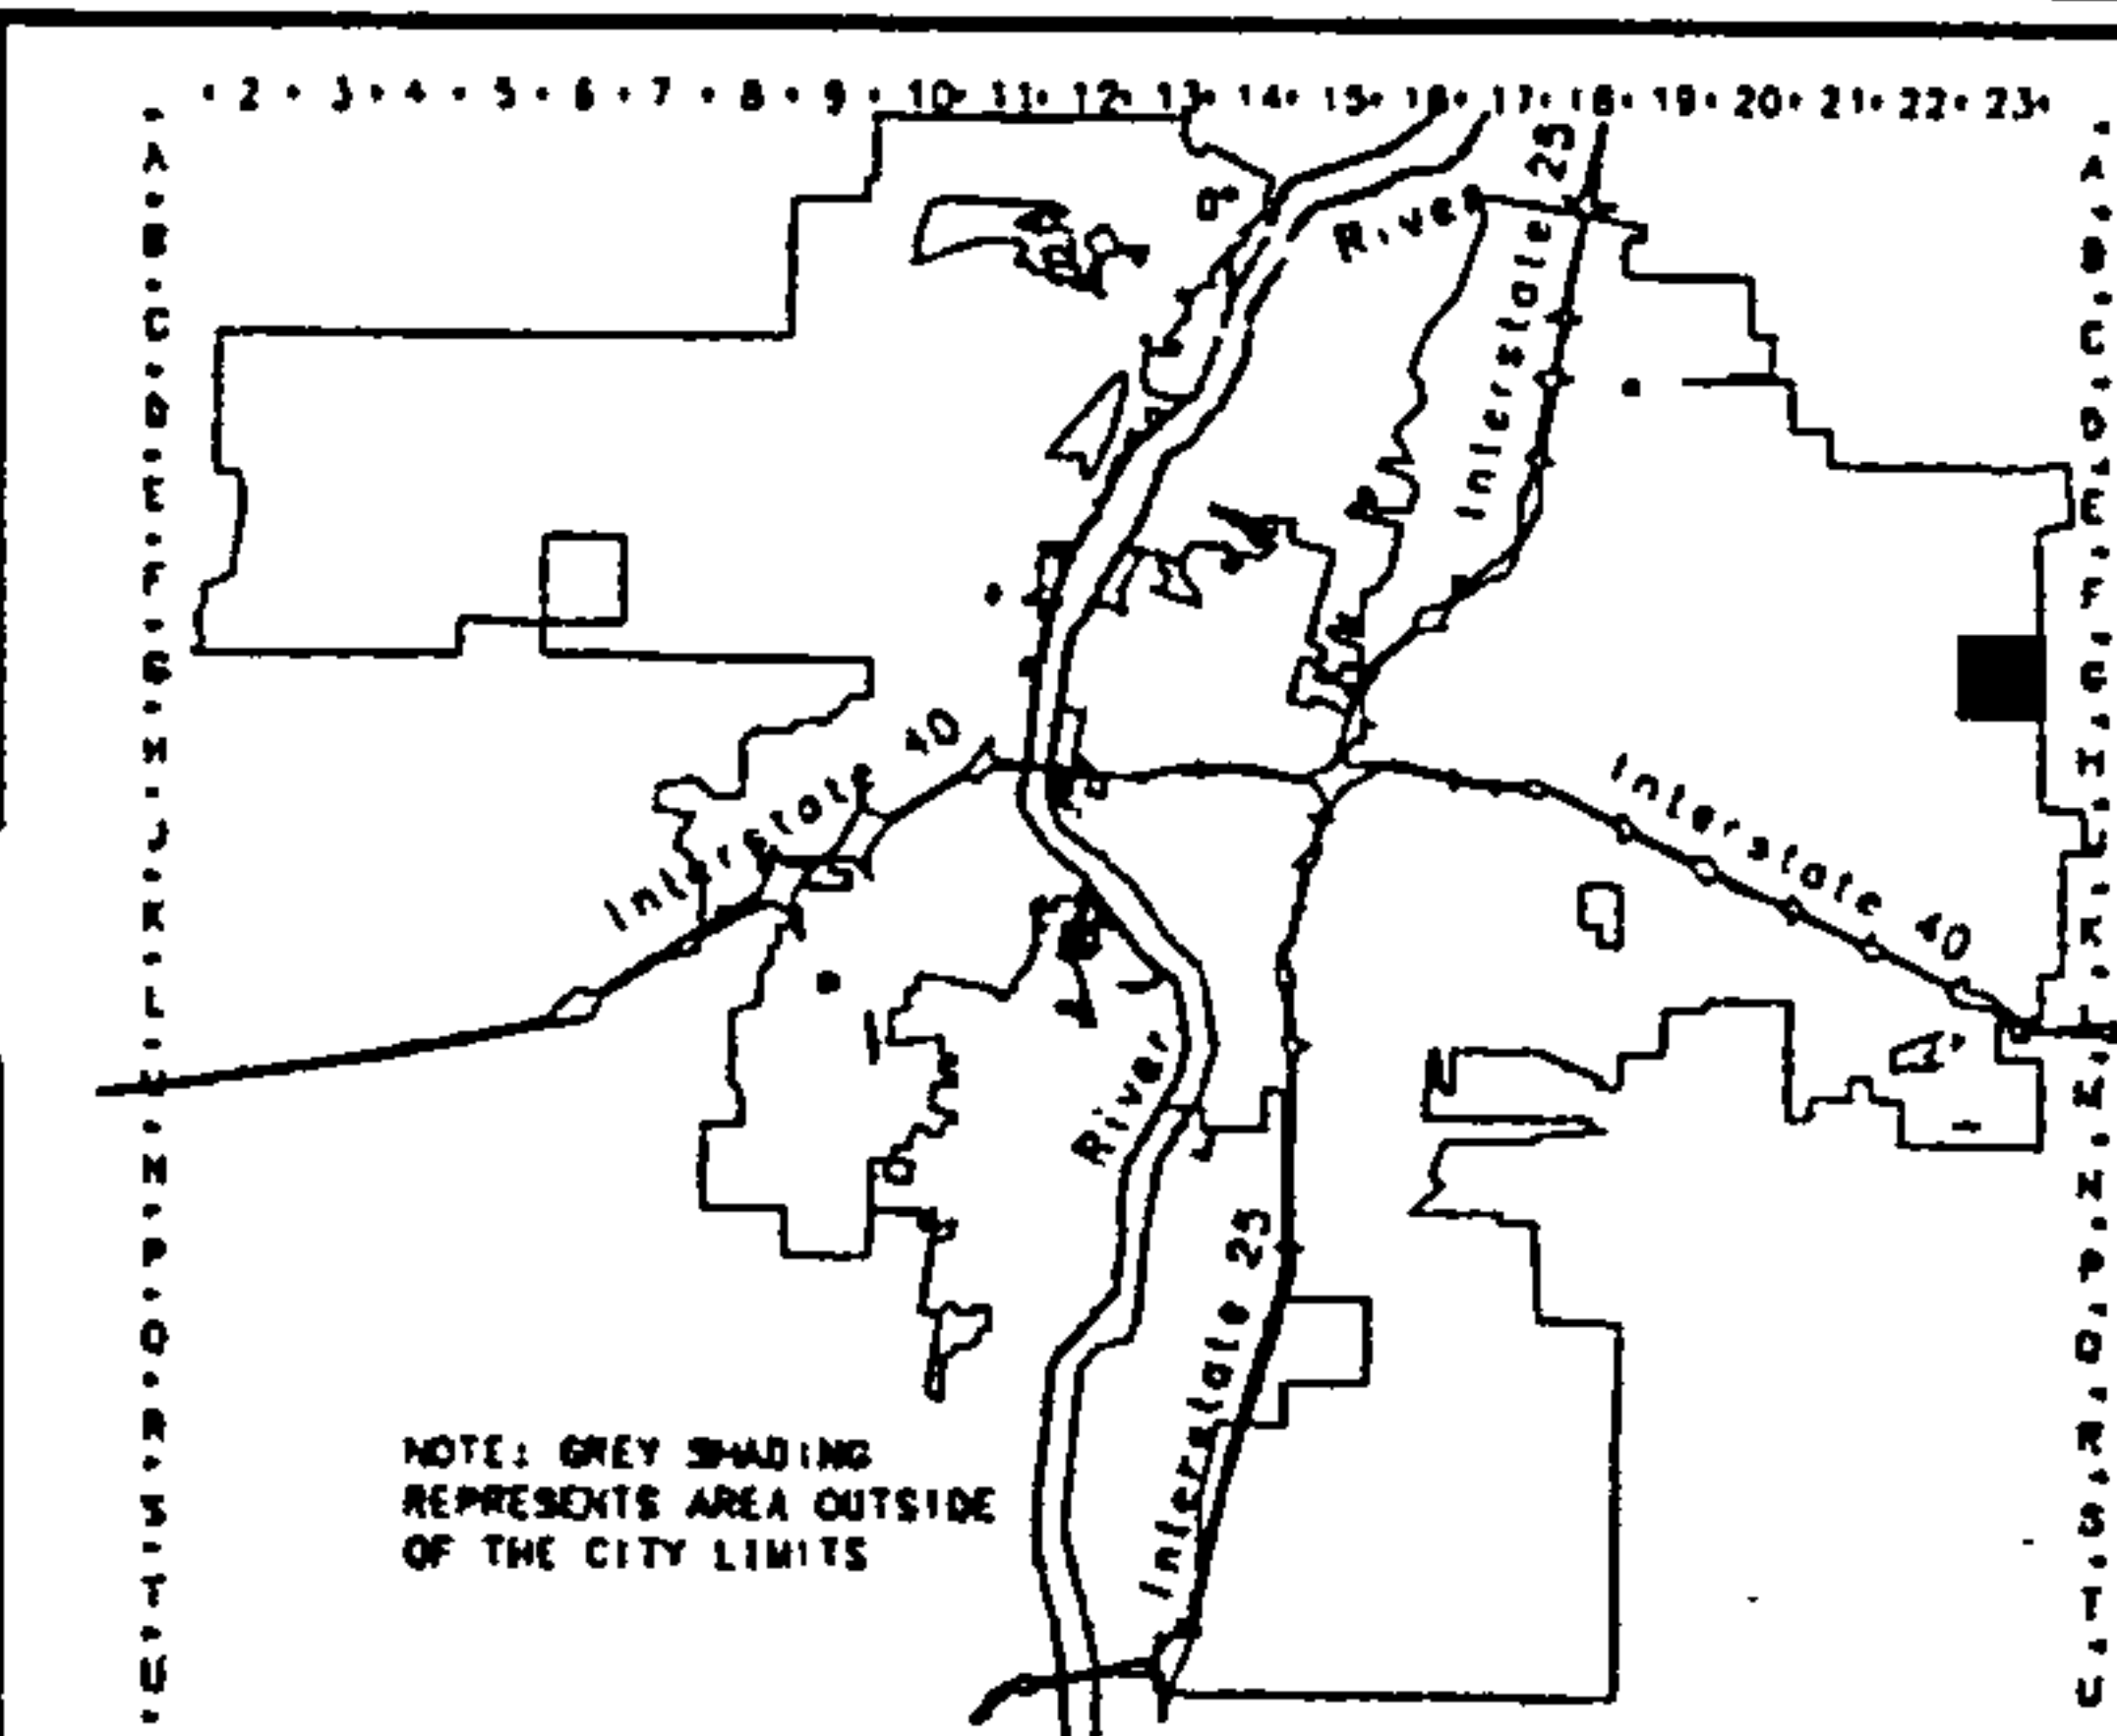 2 3 4 5 6 7 8 9 10 11 12 13 14 15 16 17 18 19 20 21 22 23
A A
B B
C C
D D
E E
F F
G G
H H
J J
K K
L L
M M
N N
P P
Q Q
R R
S S
T T
U U
River
Interstate 25
Interstate 40
Interstate 40
River
Interstate 25
NOTE: GREY SHADING
REPRESENTS AREA OUTSIDE
OF THE CITY LIMITS